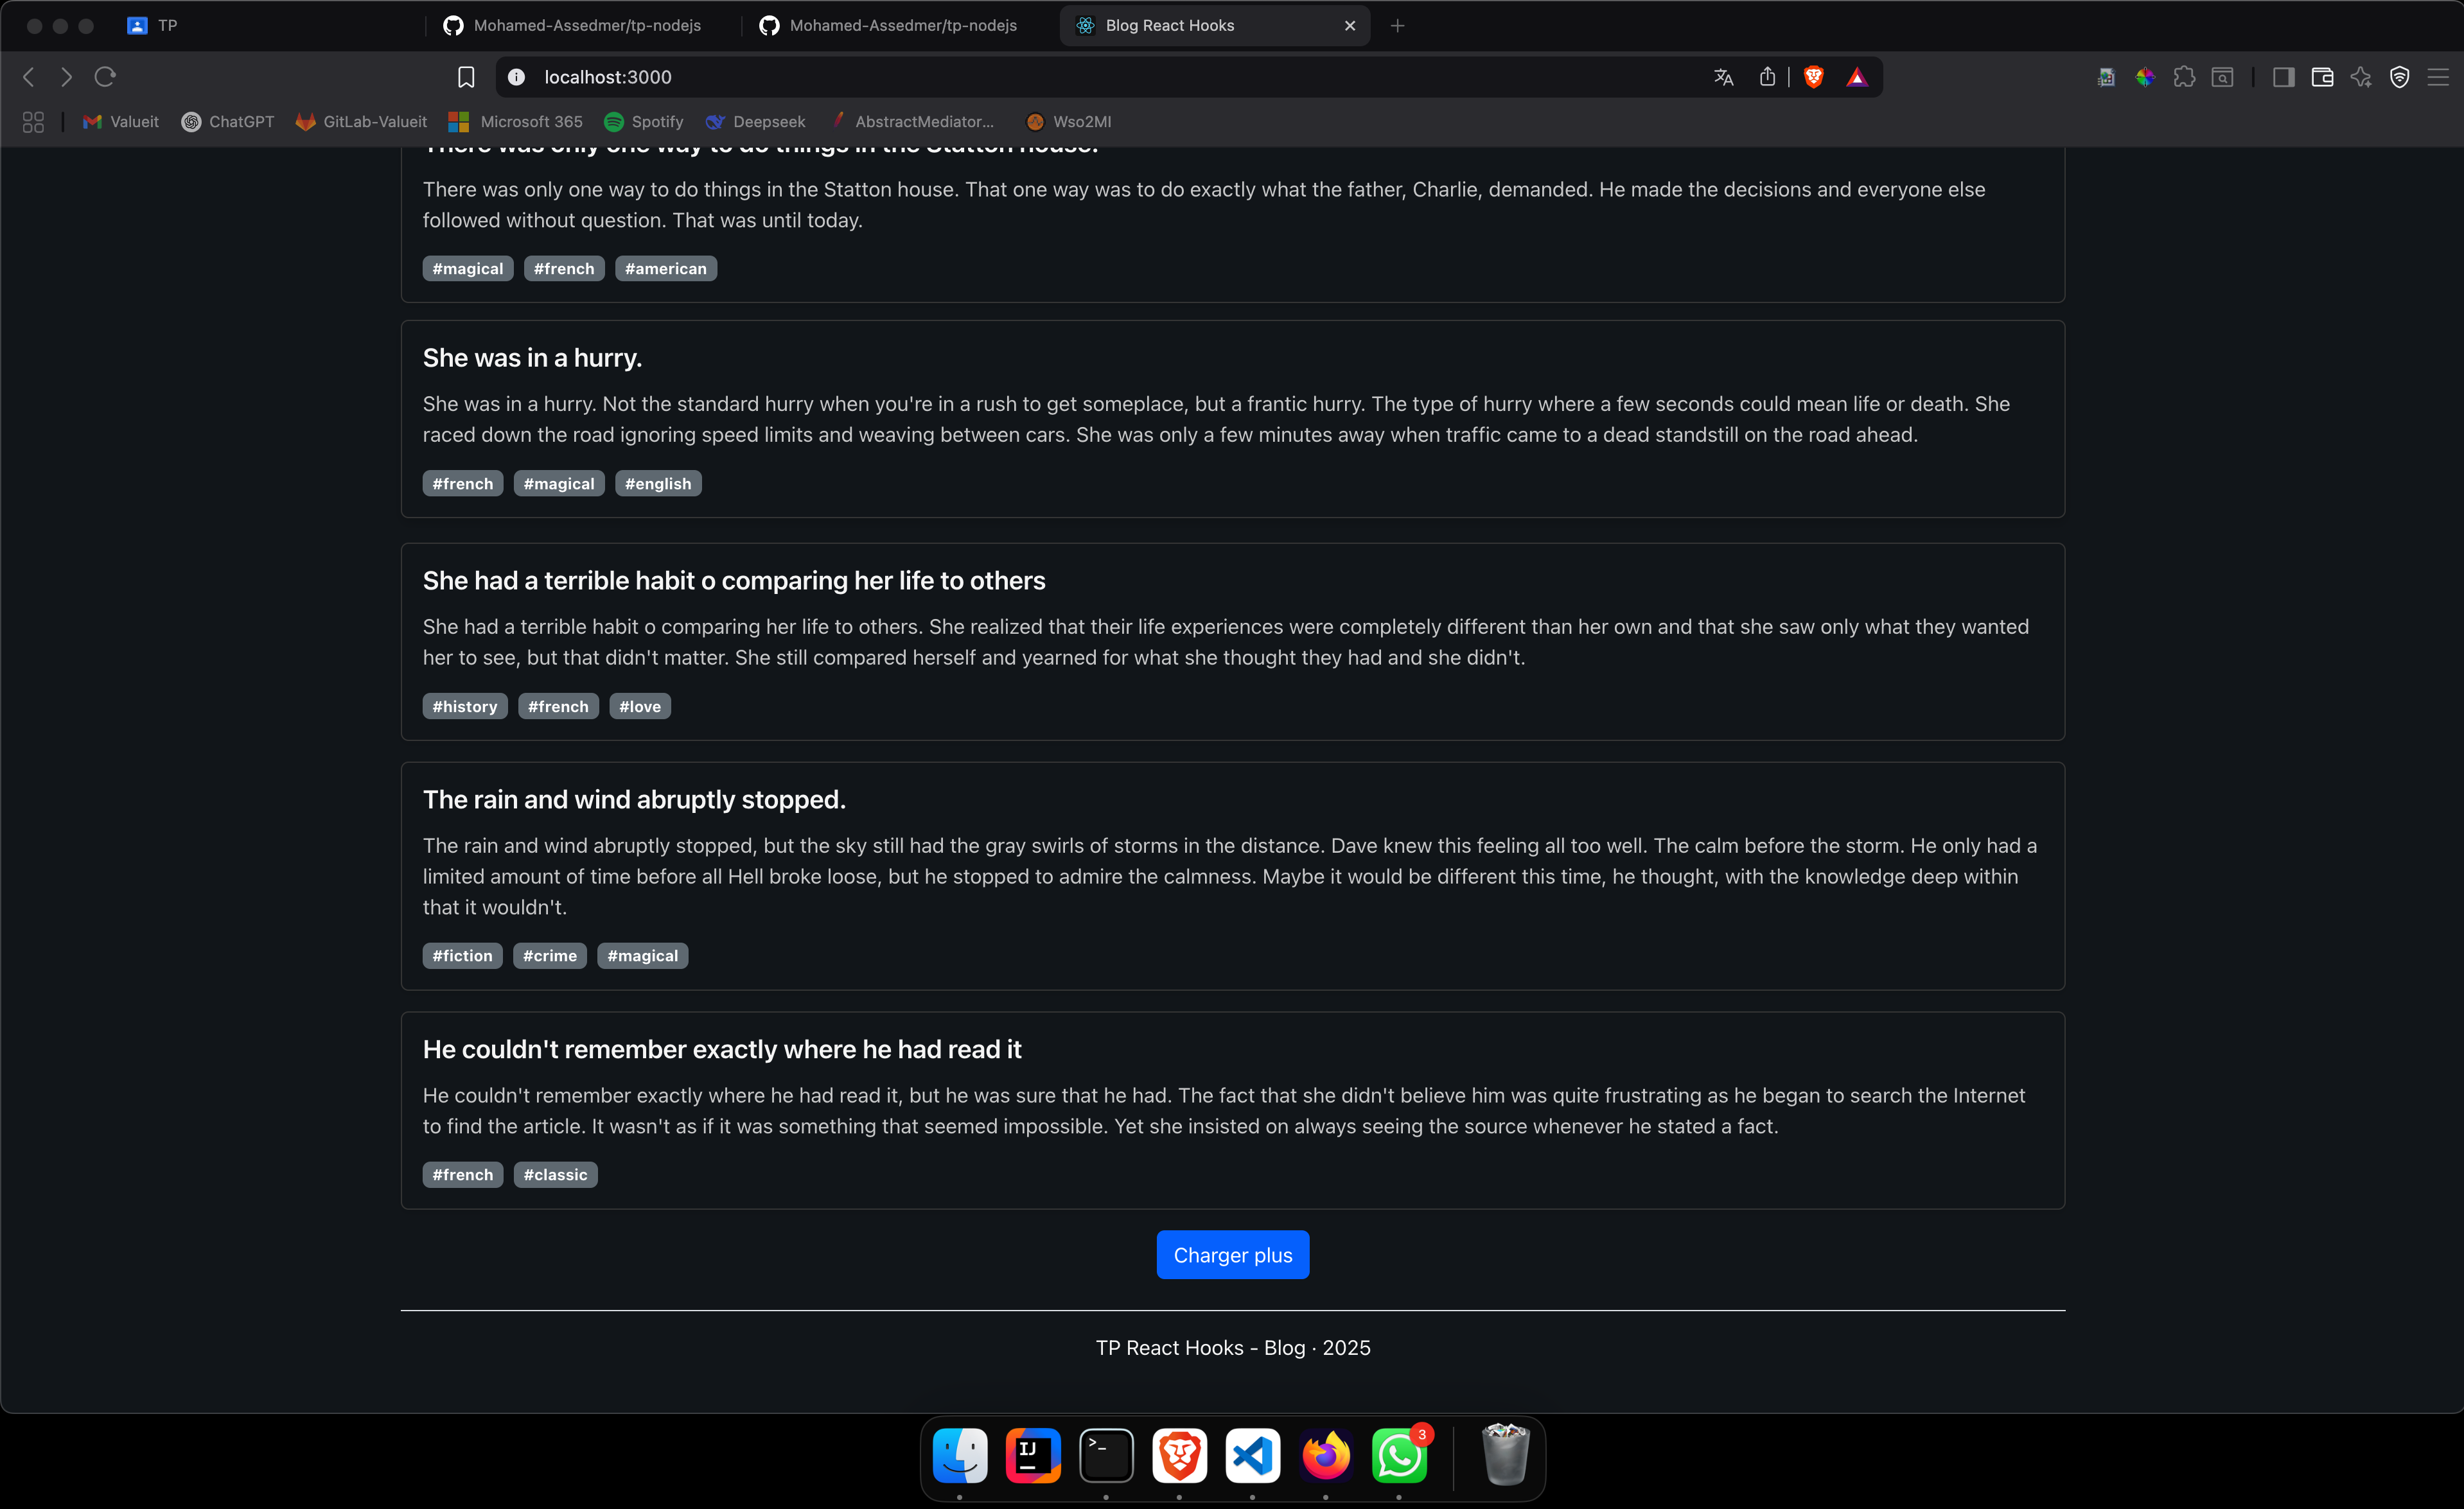 TP
Mohamed-Assedmer/tp-nodejs
Mohamed-Assedmer/tp-nodejs
Blog React Hooks
localhost:3000
Valueit
ChatGPT
GitLab-Valueit
Microsoft 365
Spotify
Deepseek
AbstractMediator...
Wso2MI
There was only one way to do things in the Statton house.
There was only one way to do things in the Statton house. That one way was to do exactly what the father, Charlie, demanded. He made the decisions and everyone else
followed without question. That was until today.
#magical #french #american
She was in a hurry.
She was in a hurry. Not the standard hurry when you're in a rush to get someplace, but a frantic hurry. The type of hurry where a few seconds could mean life or death. She
raced down the road ignoring speed limits and weaving between cars. She was only a few minutes away when traffic came to a dead standstill on the road ahead.
#french #magical #english
She had a terrible habit o comparing her life to others
She had a terrible habit o comparing her life to others. She realized that their life experiences were completely different than her own and that she saw only what they wanted
her to see, but that didn't matter. She still compared herself and yearned for what she thought they had and she didn't.
#history #french #love
The rain and wind abruptly stopped.
The rain and wind abruptly stopped, but the sky still had the gray swirls of storms in the distance. Dave knew this feeling all too well. The calm before the storm. He only had a
limited amount of time before all Hell broke loose, but he stopped to admire the calmness. Maybe it would be different this time, he thought, with the knowledge deep within
that it wouldn't.
#fiction #crime #magical
He couldn't remember exactly where he had read it
He couldn't remember exactly where he had read it, but he was sure that he had. The fact that she didn't believe him was quite frustrating as he began to search the Internet
to find the article. It wasn't as if it was something that seemed impossible. Yet she insisted on always seeing the source whenever he stated a fact.
#french #classic
Charger plus
TP React Hooks - Blog · 2025
IJ
>_
3